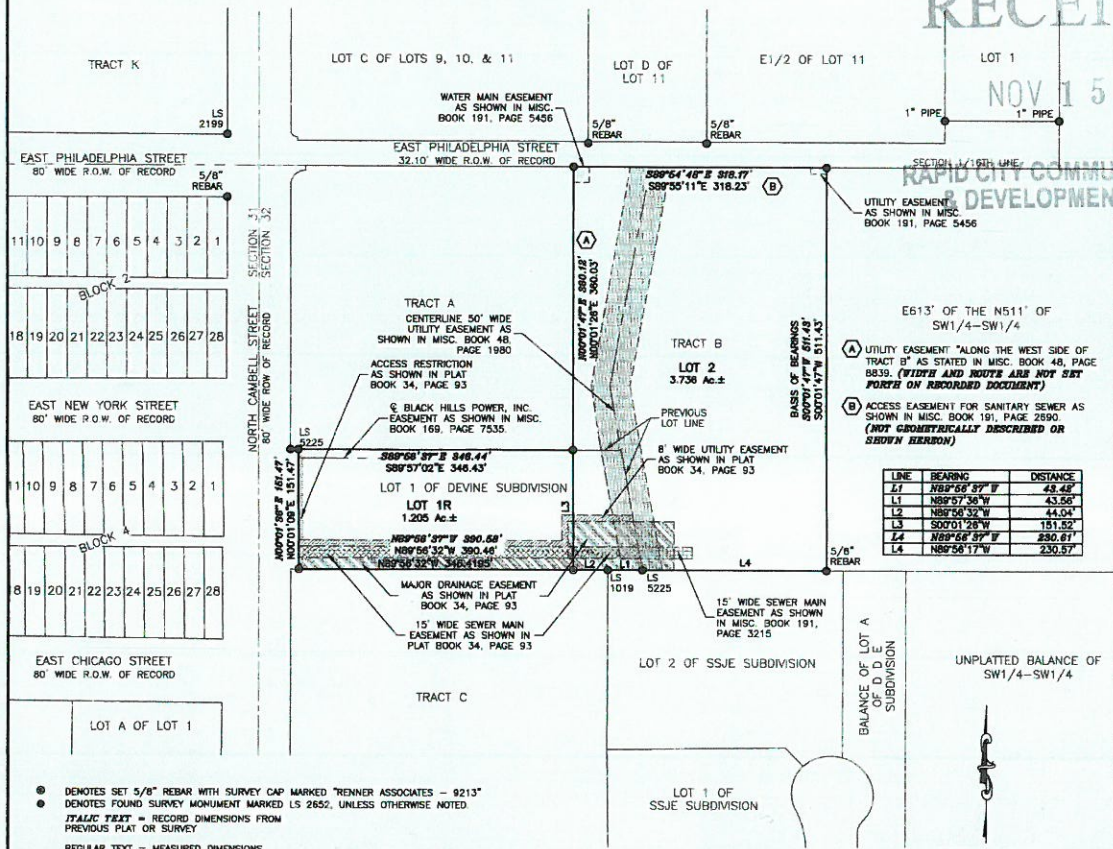 RECEI
NOV 15
RAPID CITY COMMU
& DEVELOPMEN
TRACT K
LOT C OF LOTS 9, 10, & 11
LOT D OF
LOT 11
E1/2 OF LOT 11
LOT 1
LS
2199
WATER MAIN EASEMENT
AS SHOWN IN MISC.
BOOK 191, PAGE 5456
5/8"
REBAR
5/8"
REBAR
1" PIPE
1" PIPE
EAST PHILADELPHIA STREET
80' WIDE R.O.W. OF RECORD
5/8"
REBAR
EAST PHILADELPHIA STREET
32.10' WIDE R.O.W. OF RECORD
SECTION 1/16TH LINE
S89°54'48"E 318.17'
S89°55'11"E 318.23'
B
UTILITY EASEMENT
AS SHOWN IN MISC.
BOOK 191, PAGE 5456
11 10 9 8 7 6 5 4 3 2 1
BLOCK 2
18 19 20 21 22 23 24 25 26 27 28
SECTION 31
SECTION 32
NORTH CAMBELL STREET
80' WIDE ROW OF RECORD
A
N00°01'47"E 360.12'
N00°01'26"E 360.03'
TRACT A
CENTERLINE 50' WIDE
UTILITY EASEMENT AS
SHOWN IN MISC. BOOK 48,
PAGE 1980
ACCESS RESTRICTION
AS SHOWN IN PLAT
BOOK 34, PAGE 93
TRACT B
LOT 2
3.736 Ac.±
BASIS OF BEARINGS
S00°01'47"W 511.43'
S00°01'47"W 511.43'
E613' OF THE N511' OF
SW1/4-SW1/4
A UTILITY EASEMENT "ALONG THE WEST SIDE OF
TRACT B" AS STATED IN MISC. BOOK 48, PAGE
8839. (WIDTH AND ROUTE ARE NOT SET
FORTH ON RECORDED DOCUMENT)
B ACCESS EASEMENT FOR SANITARY SEWER AS
SHOWN IN MISC. BOOK 191, PAGE 2690.
(NOT GEOMETRICALLY DESCRIBED OR
SHOWN HEREON)
EAST NEW YORK STREET
80' WIDE R.O.W. OF RECORD
℄ BLACK HILLS POWER, INC.
EASEMENT AS SHOWN IN MISC.
BOOK 169, PAGE 7535.
PREVIOUS
LOT LINE
LS
5225
S89°56'37"E 346.44'
S89°57'02"E 346.43'
8' WIDE UTILITY EASEMENT
AS SHOWN IN PLAT
BOOK 34, PAGE 93
11 10 9 8 7 6 5 4 3 2 1
BLOCK 4
18 19 20 21 22 23 24 25 26 27 28
N00°01'36"E 151.47'
N00°01'09"E 151.47'
LOT 1 OF DEVINE SUBDIVISION
LOT 1R
1.205 Ac.±
L3
N89°56'37"W 390.58'
N89°56'32"W 390.46'
N89°56'32"W 346.4195
LINE BEARING DISTANCE
L1 N89°56'37"W 43.48'
L1 N89°57'36"W 43.56'
L2 N89°56'32"W 44.04'
L3 S00°01'26"W 151.52'
L4 N89°56'37"W 230.61'
L4 N89°56'17"W 230.57'
L2
L1
L4
LS
1019
LS
5225
5/8"
REBAR
MAJOR DRAINAGE EASEMENT
AS SHOWN IN PLAT
BOOK 34, PAGE 93
15' WIDE SEWER MAIN
EASEMENT AS SHOWN IN
PLAT BOOK 34, PAGE 93
15' WIDE SEWER MAIN
EASEMENT AS SHOWN
IN MISC. BOOK 191,
PAGE 3215
EAST CHICAGO STREET
80' WIDE R.O.W. OF RECORD
LOT A OF LOT 1
TRACT C
LOT 2 OF SSJE SUBDIVISION
BALANCE OF LOT A
OF D D E
SUBDIVISION
UNPLATTED BALANCE OF
SW1/4-SW1/4
LOT 1 OF
SSJE SUBDIVISION
DENOTES SET 5/8" REBAR WITH SURVEY CAP MARKED "RENNER ASSOCIATES - 9213"
DENOTES FOUND SURVEY MONUMENT MARKED LS 2652, UNLESS OTHERWISE NOTED.
ITALIC TEXT = RECORD DIMENSIONS FROM
PREVIOUS PLAT OR SURVEY
REGULAR TEXT = MEASURED DIMENSIONS